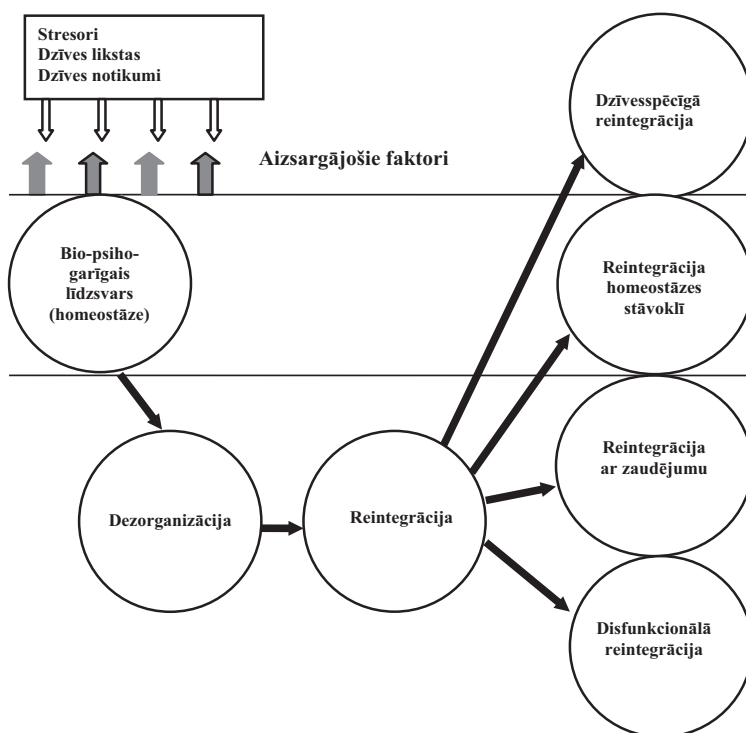 Stresori
Dzīves likstas
Dzīves notikumi
Aizsargājošie faktori
Dzīvesspēcīgā
reintegrācija
Bio-psiho-
garīgais
līdzsvars
(homeostāze)
Reintegrācija
homeostāzes
stāvoklī
Dezorganizācija
Reintegrācija
Reintegrācija
ar zaudējumu
Disfunkcionālā
reintegrācija